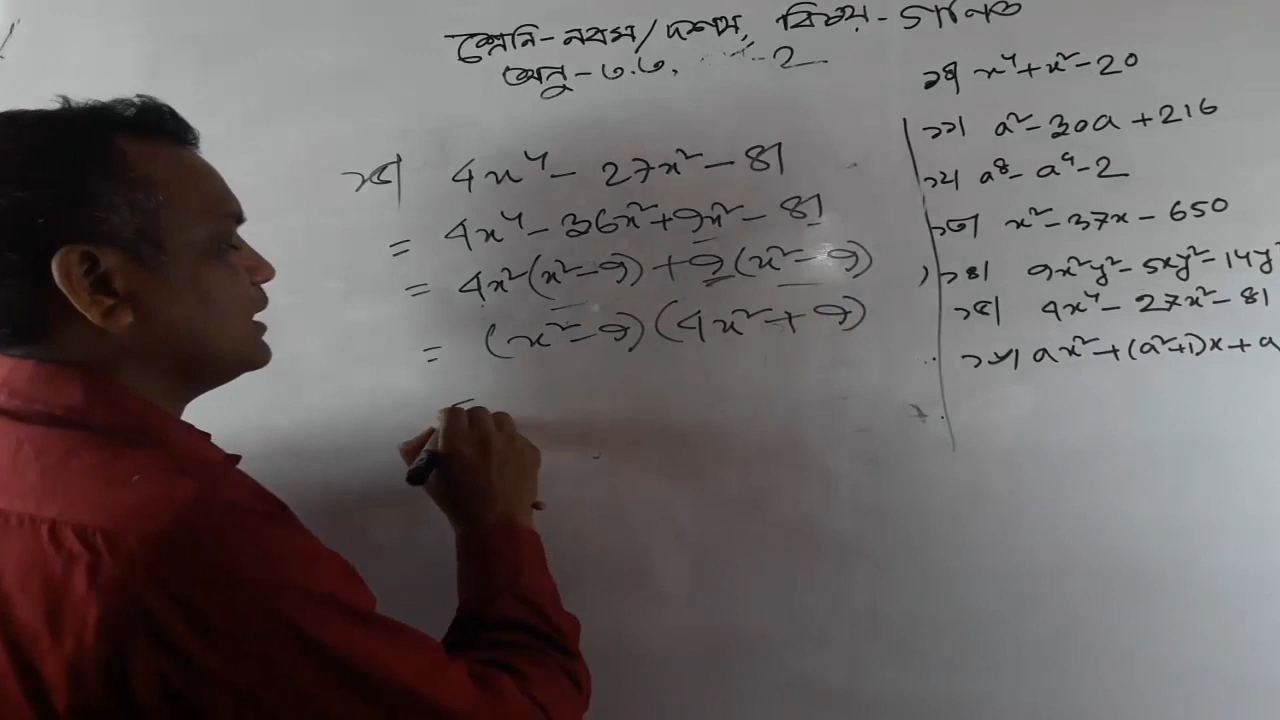 শ্রেনি-নবম/দশম, বিষয়-গণিত
অনু-৩.৩, 2
১৫। 4x⁴ - 27x² - 81
= 4x⁴ - 36x² + 9x² - 81
= 4x²(x² - 9) + 9(x² - 9)
= (x² - 9)(4x² + 9)
১০। x⁴ + x² - 20
১১। a² - 30a + 216
১২। a⁸ - a⁴ - 2
১৩। x² - 37x - 650
১৪। 9x²y² - 5xy² - 14y²
১৫। 4x⁴ - 27x² - 81
১৬। ax² + (a² + 1)x + a